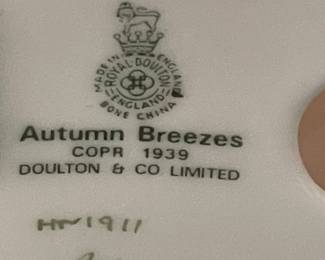 MADE IN ENGLAND
ROYAL DOULTON
ENGLAND
BONE CHINA
Autumn Breezes
COPR 1939
DOULTON & CO LIMITED
HN1911